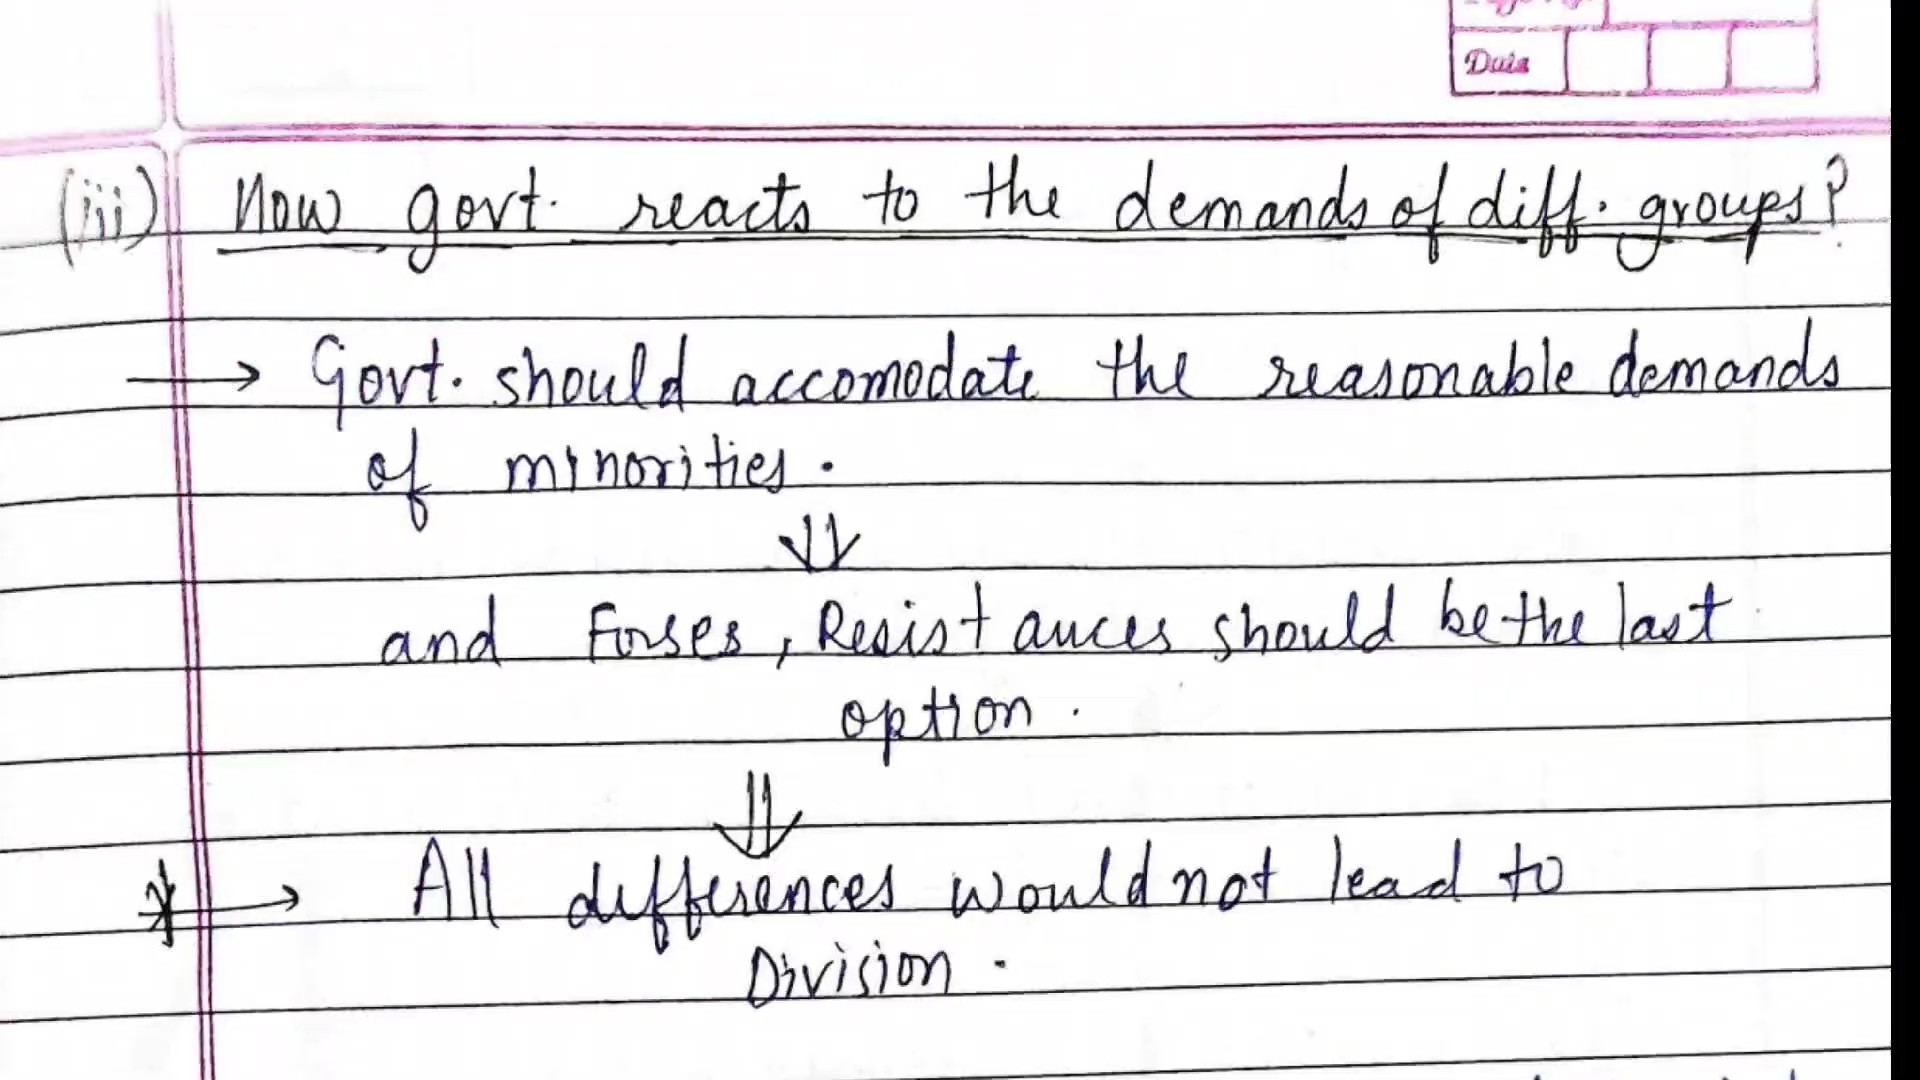 Date
(iii) How govt. reacts to the demands of diff. groups?
→ Govt. should accomodate the reasonable demands
of minorities.
⇓
and Forses, Resistances should be the last
option.
⇓
* → All differences would not lead to
Division.